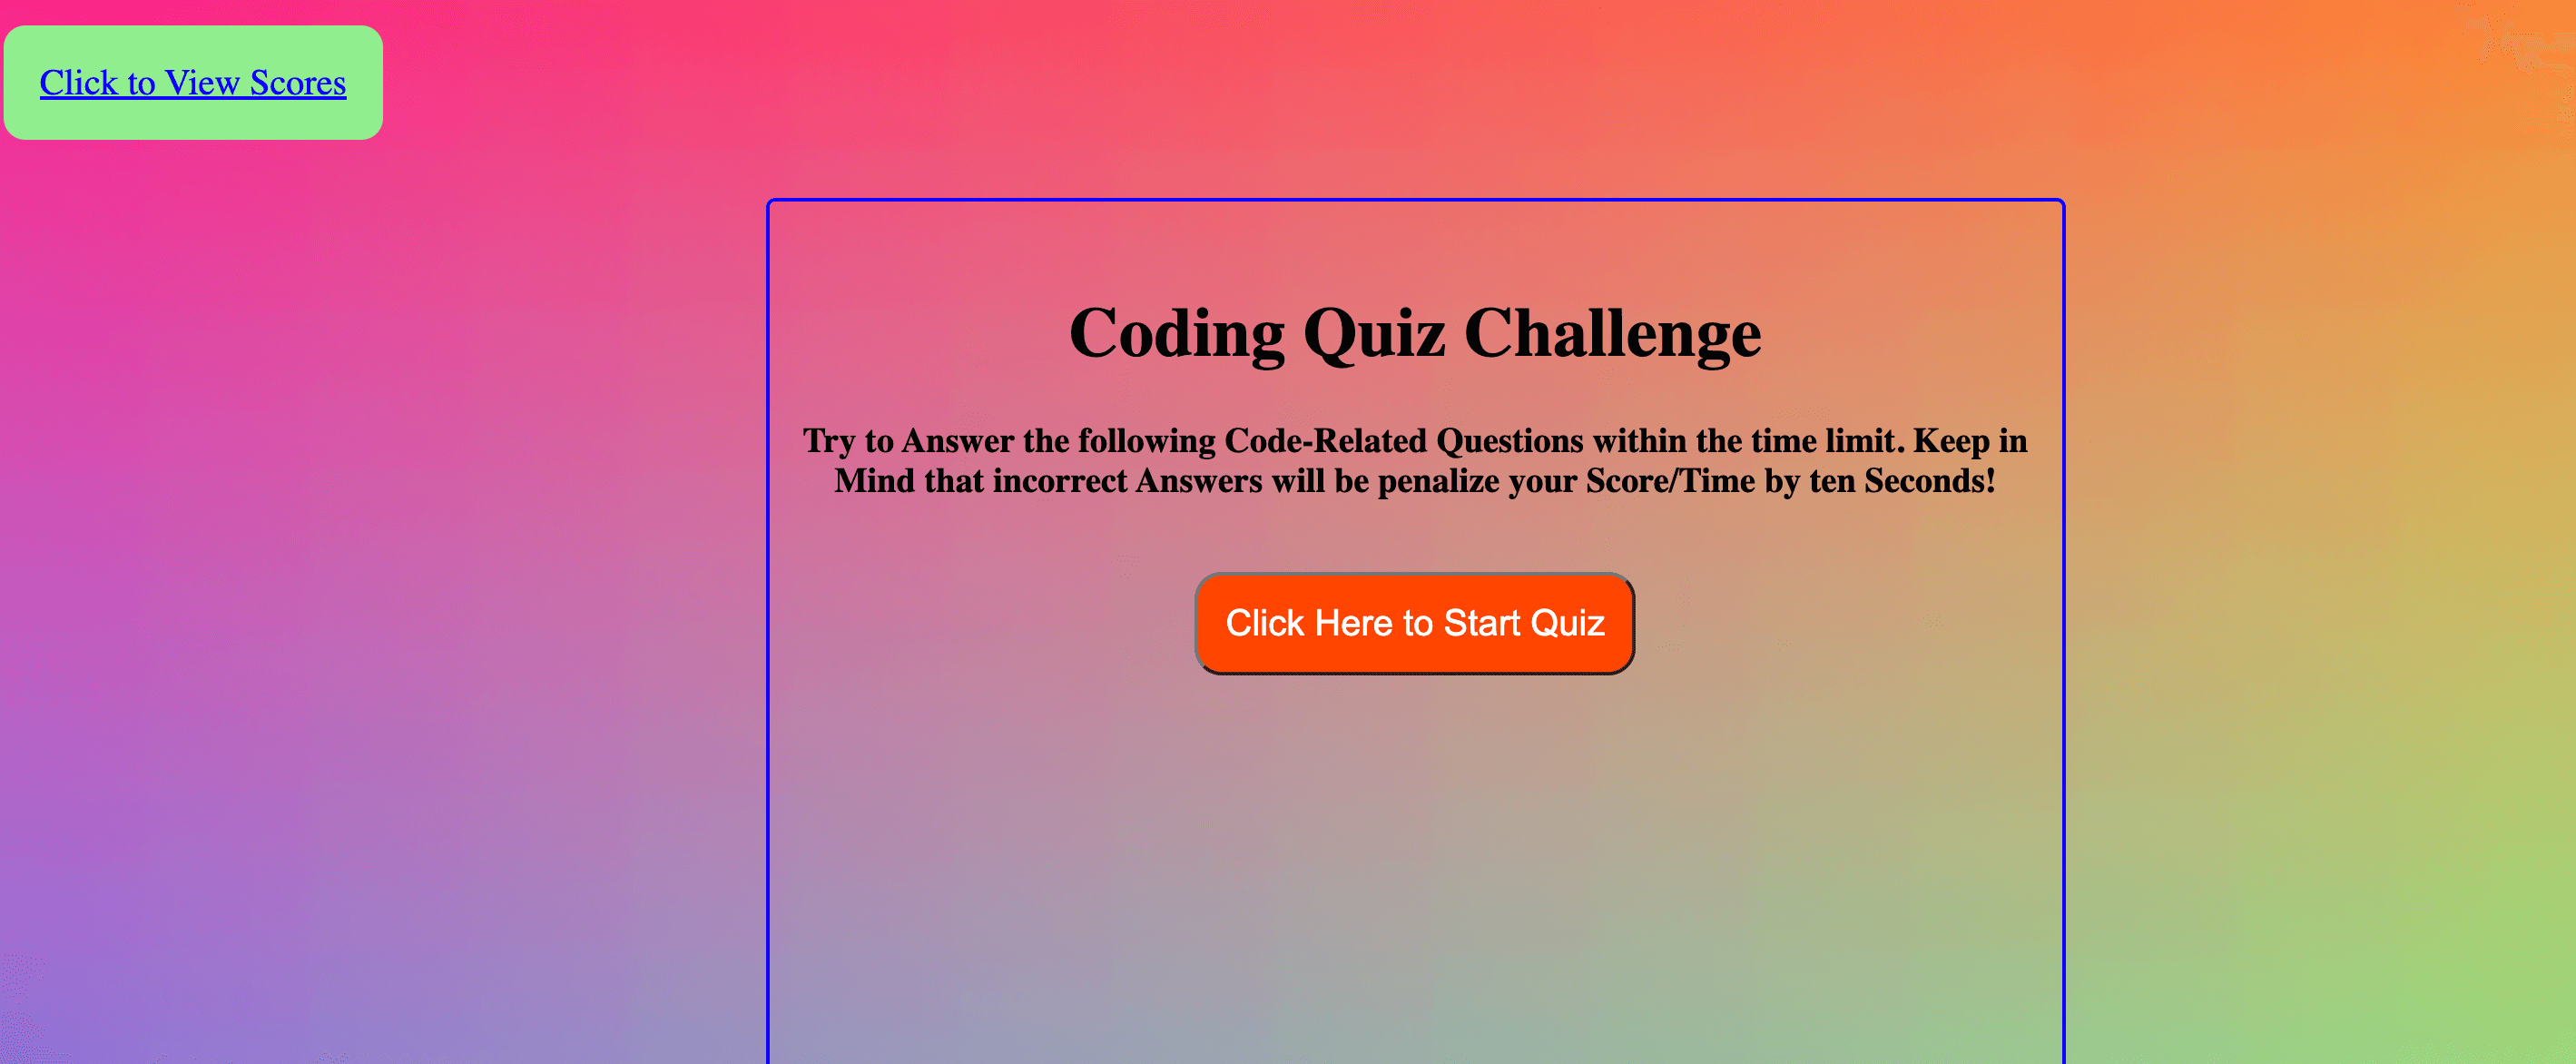 Click to View Scores
Coding Quiz Challenge
Try to Answer the following Code-Related Questions within the time limit. Keep in
Mind that incorrect Answers will be penalize your Score/Time by ten Seconds!
Click Here to Start Quiz